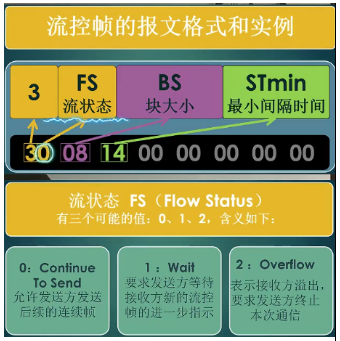 流控帧的报文格式和实例
3 FS BS STmin
流状态 块大小 最小间隔时间
30 08 14 00 00 00 00 00
流状态 FS（Flow Status）
有三个可能的值：0、1、2，含义如下：
0：Continue
To Send
允许发送方发送
后续的连续帧
1：Wait
要求发送方等待
接收方新的流控
帧的进一步指示
2：Overflow
表示接收方溢出，
要求发送方终止
本次通信